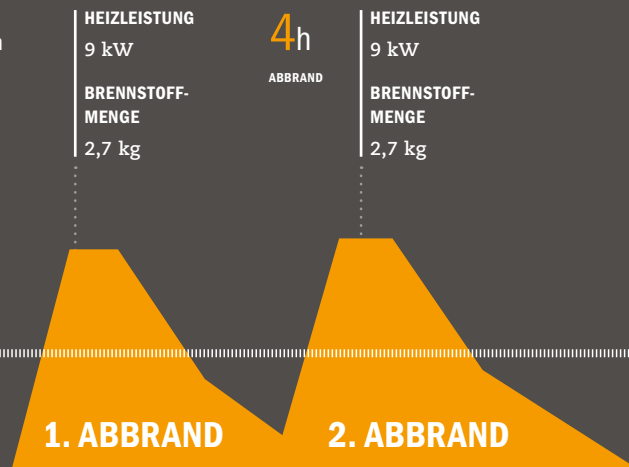 HEIZLEISTUNG
9 kW
BRENNSTOFF-
MENGE
2,7 kg
4h
ABBRAND
HEIZLEISTUNG
9 kW
BRENNSTOFF-
MENGE
2,7 kg
1. ABBRAND
2. ABBRAND